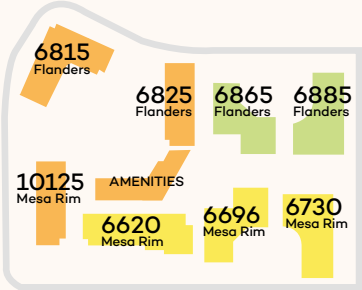 6815
Flanders
6825
Flanders
6865
Flanders
6885
Flanders
10125
Mesa Rim
AMENITIES
6620
Mesa Rim
6696
Mesa Rim
6730
Mesa Rim